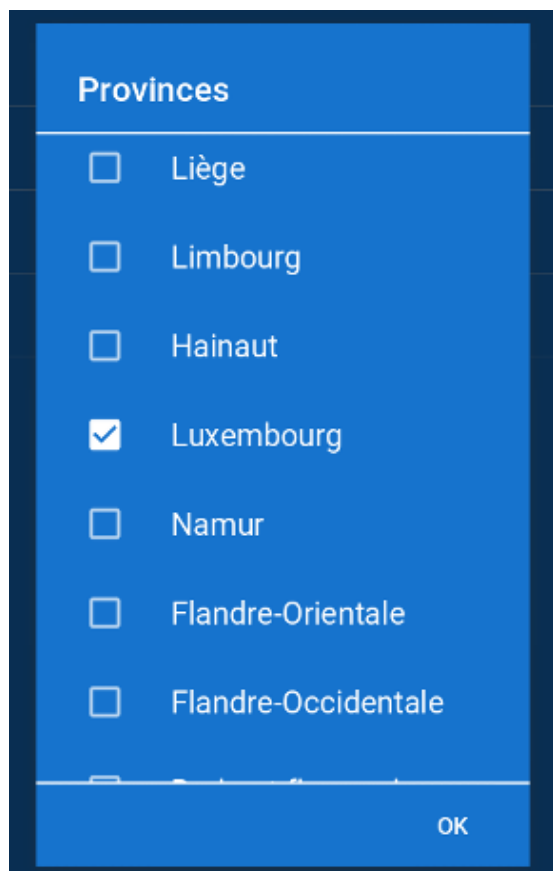 Provinces
Liège
Limbourg
Hainaut
Luxembourg
Namur
Flandre-Orientale
Flandre-Occidentale
OK